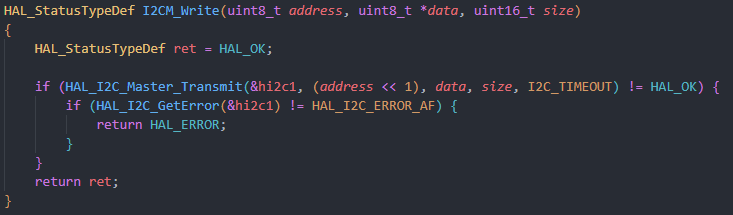 HAL_StatusTypeDef I2CM_Write(uint8_t address, uint8_t *data, uint16_t size)
{
    HAL_StatusTypeDef ret = HAL_OK;

    if (HAL_I2C_Master_Transmit(&hi2c1, (address << 1), data, size, I2C_TIMEOUT) != HAL_OK) {
        if (HAL_I2C_GetError(&hi2c1) != HAL_I2C_ERROR_AF) {
            return HAL_ERROR;
        }
    }
    return ret;
}